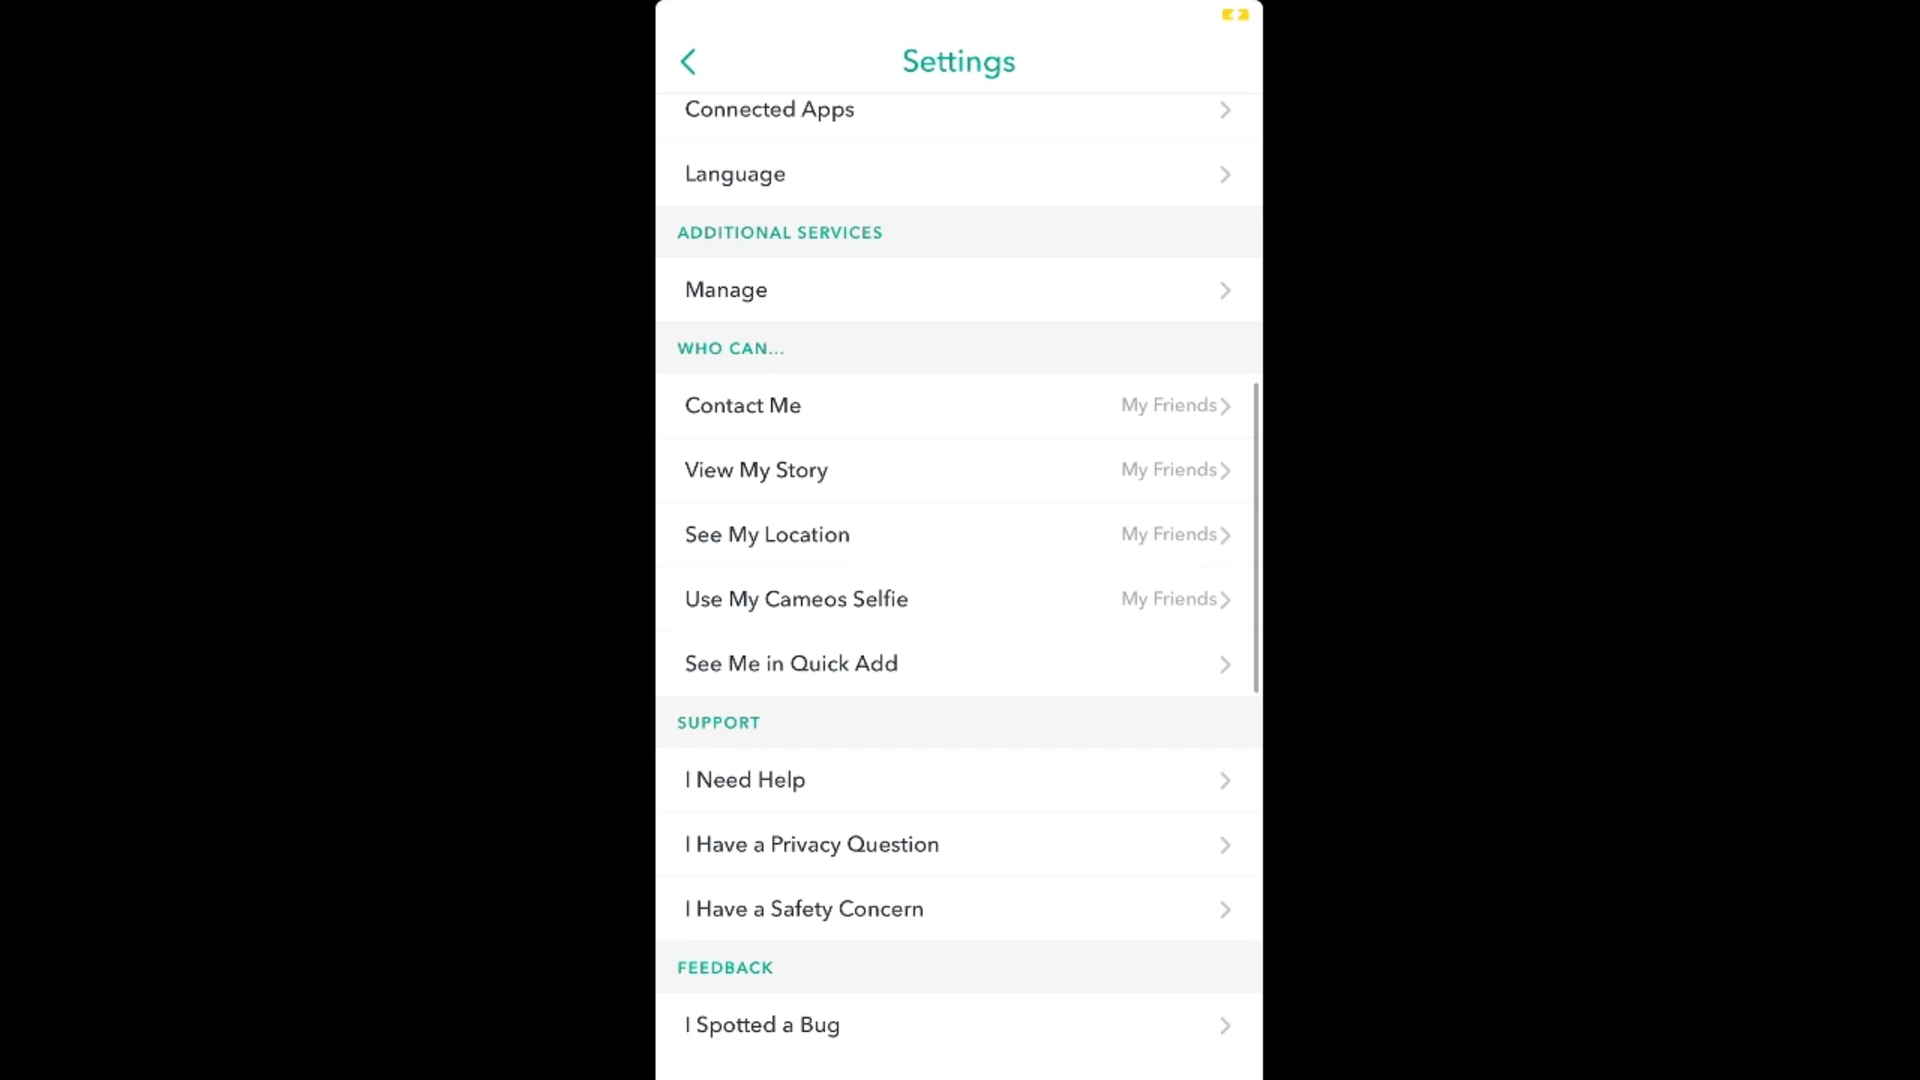 Settings
Connected Apps
Language
ADDITIONAL SERVICES
Manage
WHO CAN...
Contact Me My Friends
View My Story My Friends
See My Location My Friends
Use My Cameos Selfie My Friends
See Me in Quick Add
SUPPORT
I Need Help
I Have a Privacy Question
I Have a Safety Concern
FEEDBACK
I Spotted a Bug